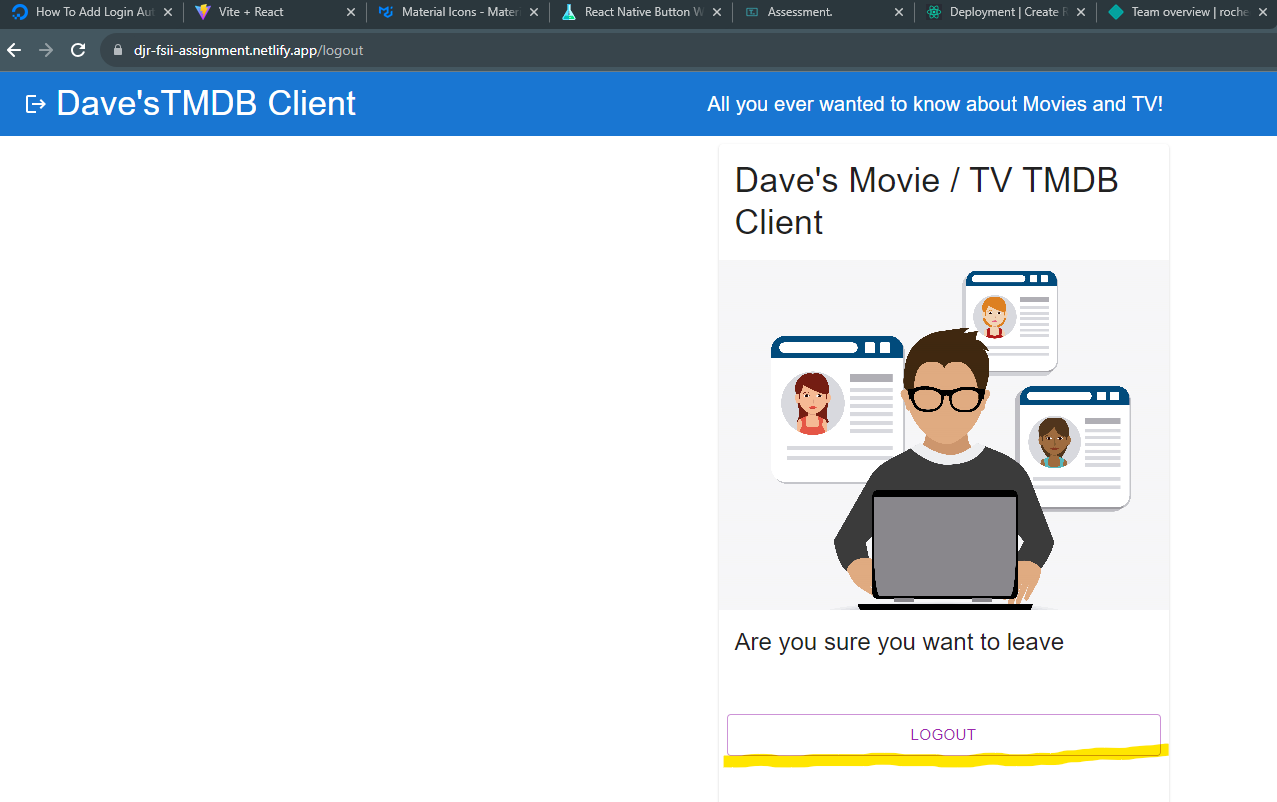 How To Add Login Aut
Vite + React
Material Icons - Mater
React Native Button W
Assessment.
Deployment | Create R
Team overview | roche
djr-fsii-assignment.netlify.app/logout
Dave'sTMDB Client
All you ever wanted to know about Movies and TV!
Dave's Movie / TV TMDB
Client
Are you sure you want to leave
LOGOUT